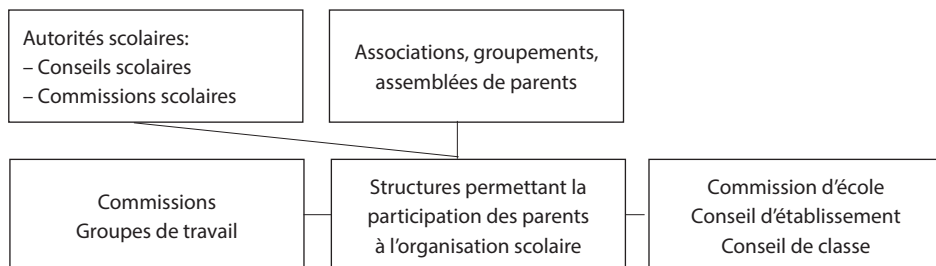 Autorités scolaires:
– Conseils scolaires
– Commissions scolaires
Associations, groupements,
assemblées de parents
Commissions
Groupes de travail
Structures permettant la
participation des parents
à l’organisation scolaire
Commission d’école
Conseil d’établissement
Conseil de classe